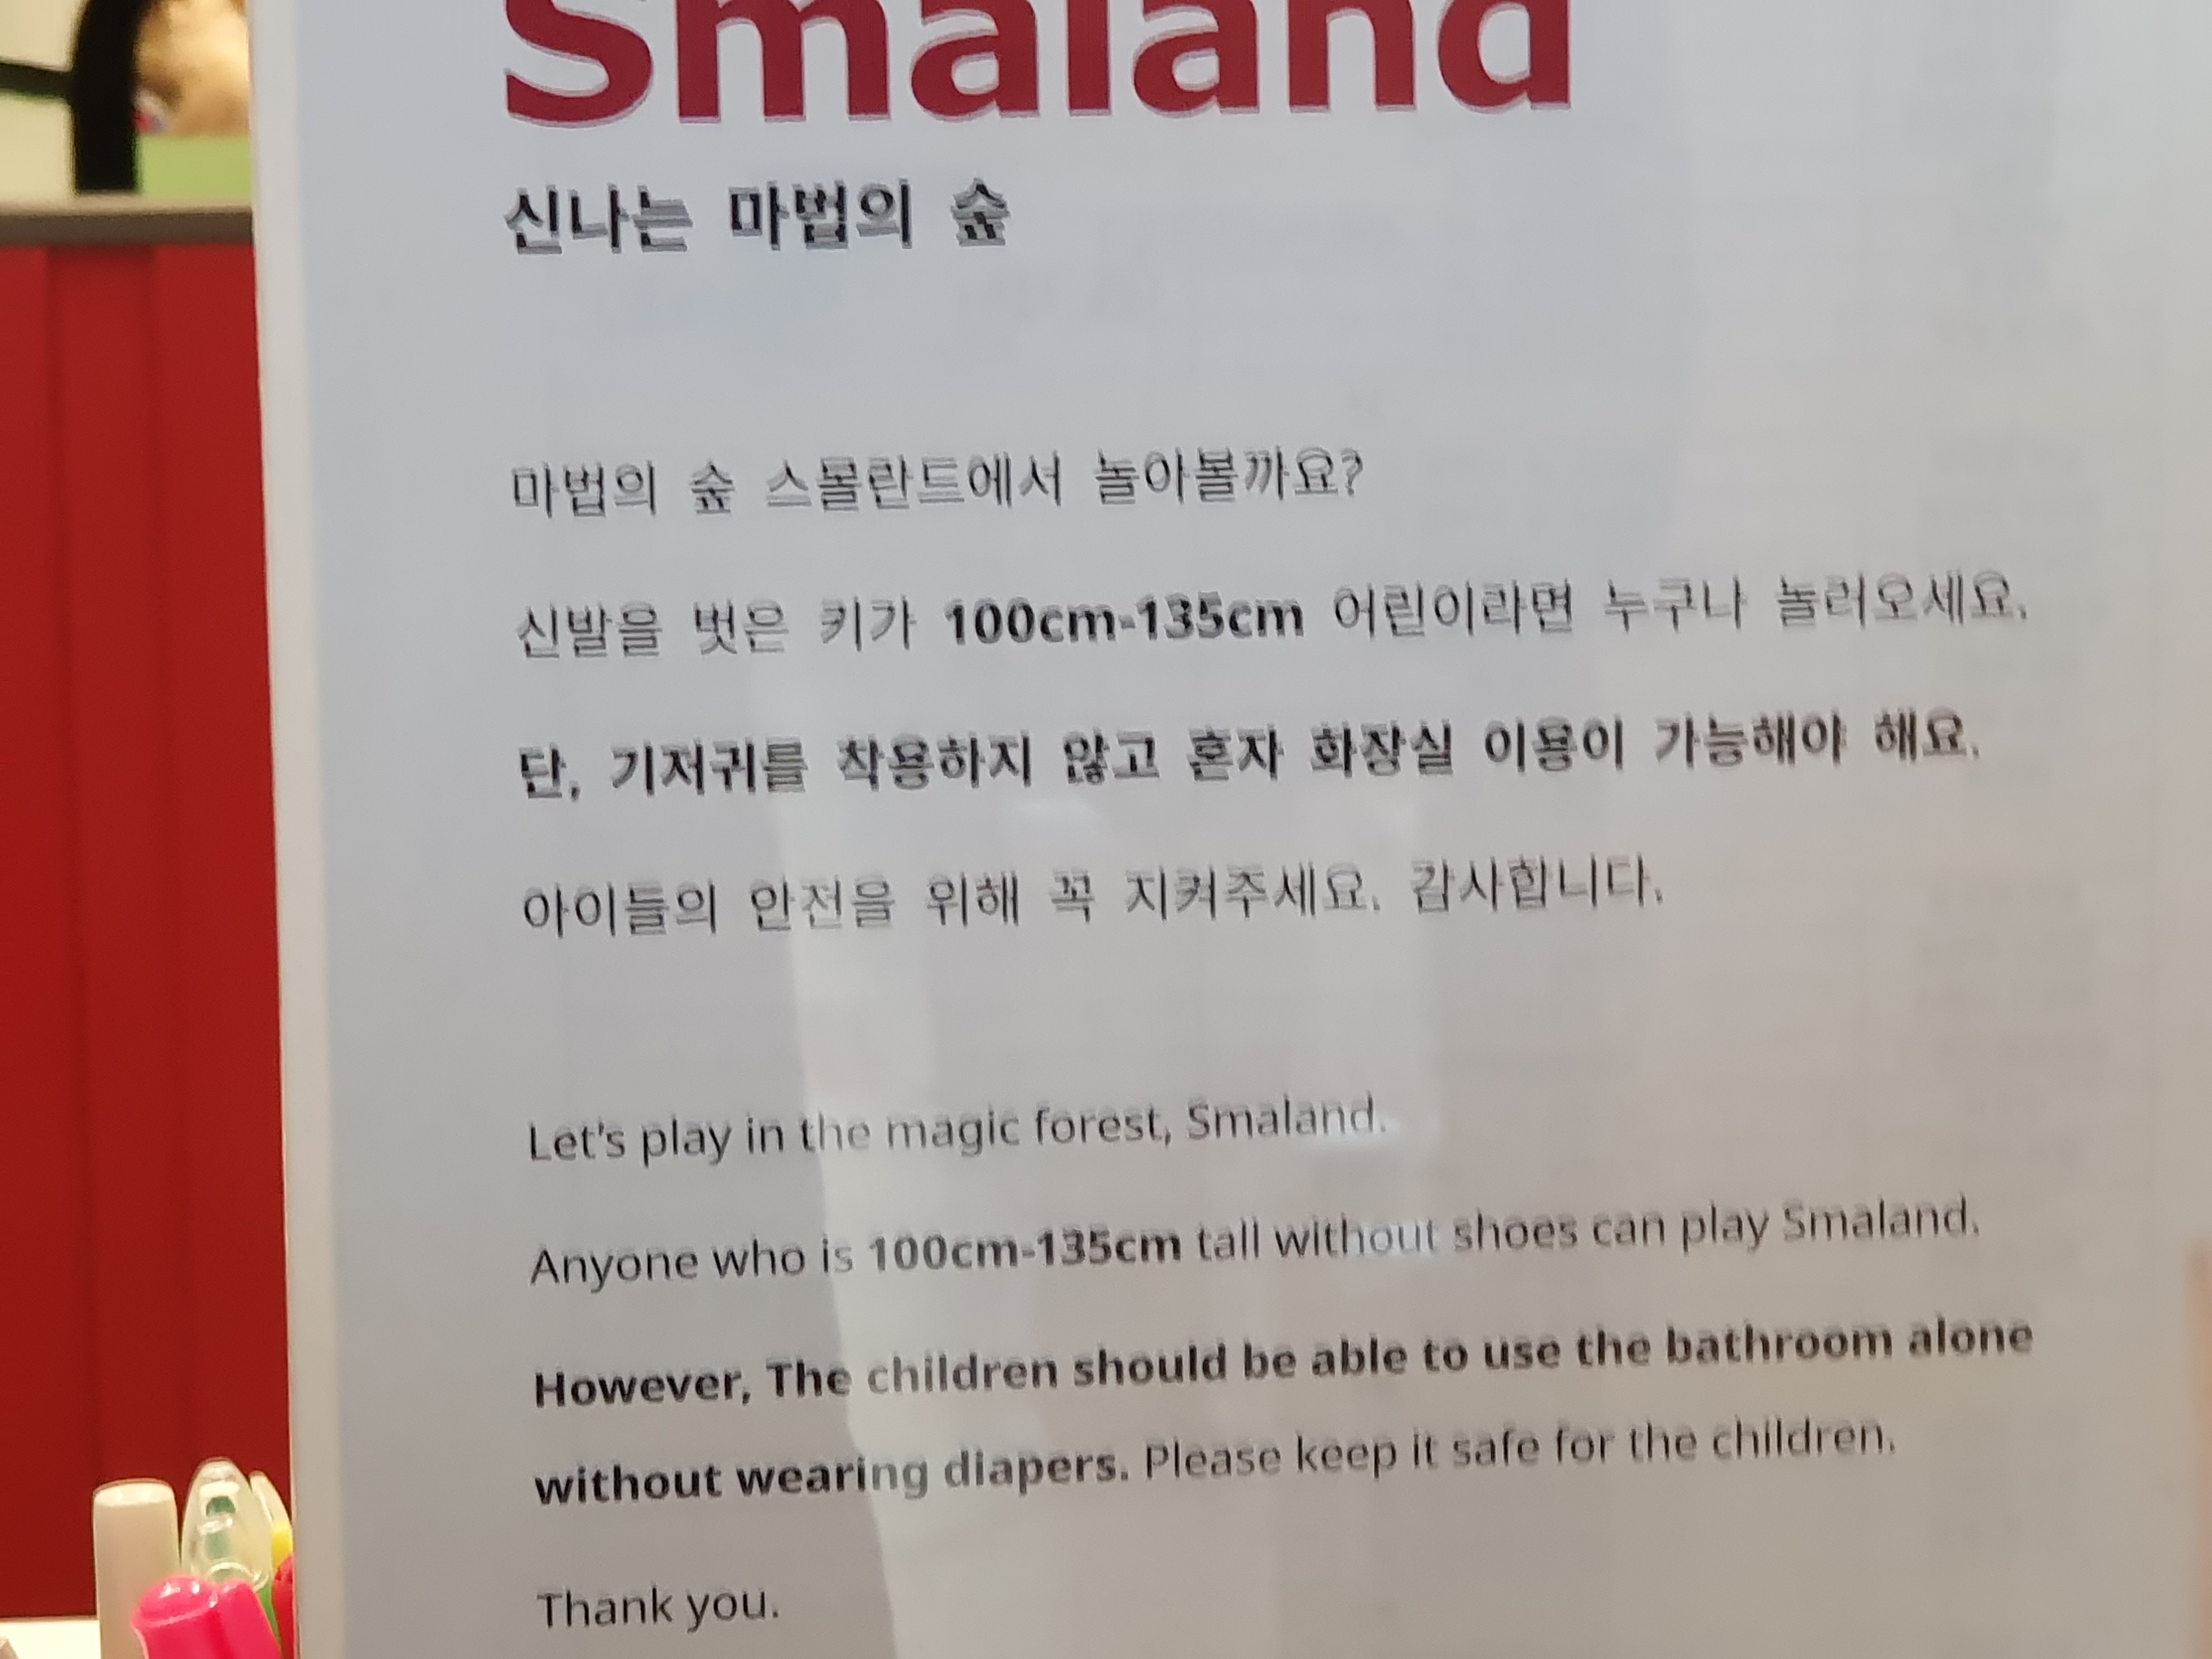 Smaland
신나는 마법의 숲
마법의 숲 스몰란드에서 놀아볼까요?
신발을 벗은 키가 100cm-135cm 어린이라면 누구나 놀러오세요.
단, 기저귀를 착용하지 않고 혼자 화장실 이용이 가능해야 해요.
아이들의 안전을 위해 꼭 지켜주세요. 감사합니다.
Let's play in the magic forest, Smaland.
Anyone who is 100cm-135cm tall without shoes can play Smaland.
However, The children should be able to use the bathroom alone
without wearing diapers. Please keep it safe for the children.
Thank you.